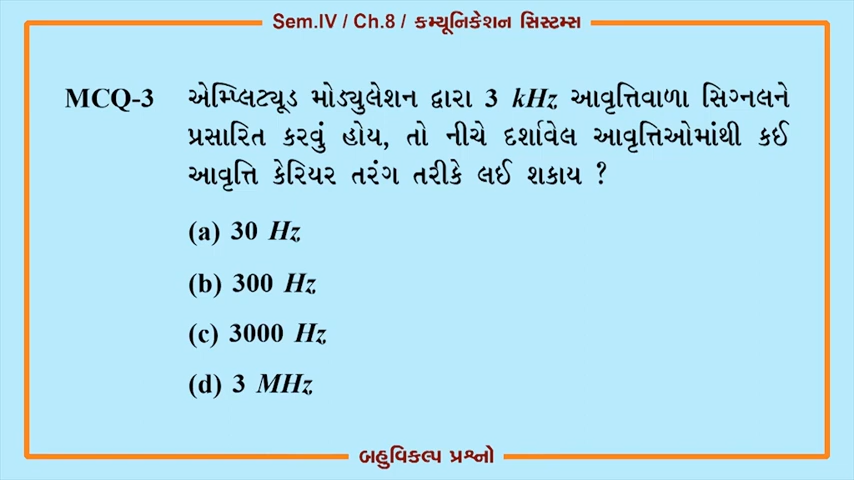 Sem.IV / Ch.8 / કમ્યૂનિકેશન સિસ્ટમ્સ
MCQ-3 એમ્પ્લિટ્યૂડ મોડ્યુલેશન દ્વારા 3 kHz આવૃત્તિવાળા સિગ્નલને
પ્રસારિત કરવું હોય, તો નીચે દર્શાવેલ આવૃત્તિઓમાંથી કઈ
આવૃત્તિ કેરિયર તરંગ તરીકે લઈ શકાય ?
(a) 30 Hz
(b) 300 Hz
(c) 3000 Hz
(d) 3 MHz
બહુવિકલ્પ પ્રશ્નો